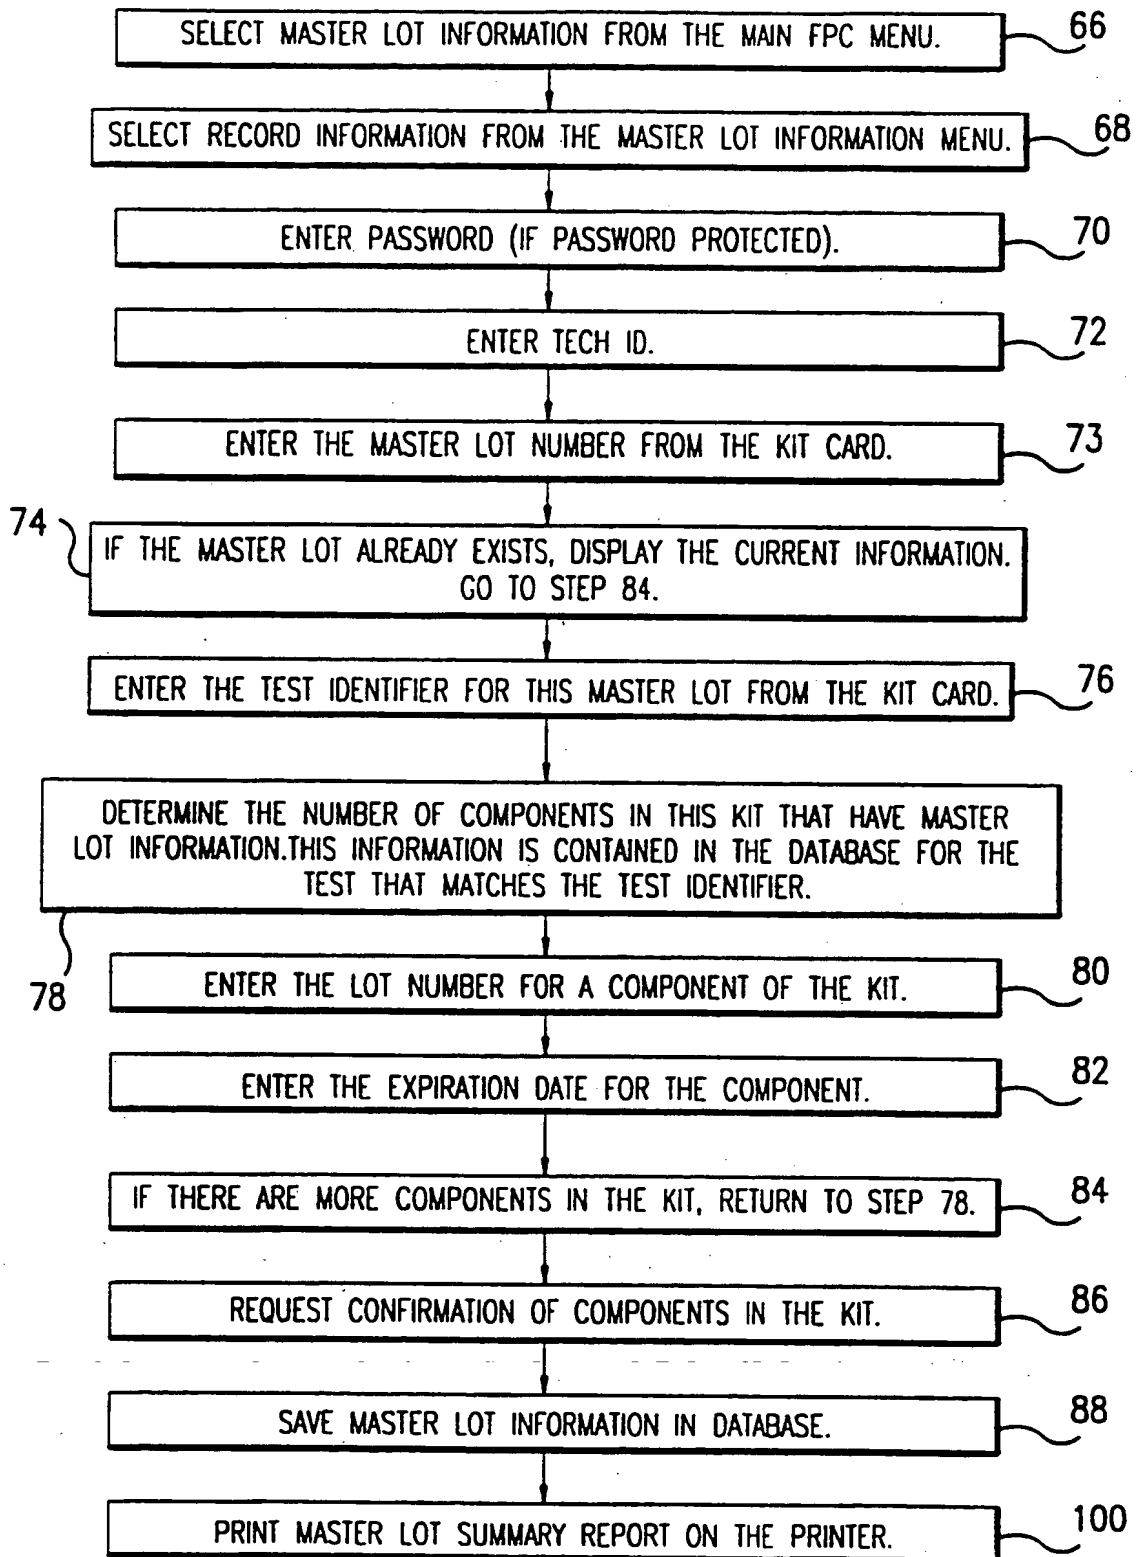 SELECT MASTER LOT INFORMATION FROM THE MAIN FPC MENU.
66
SELECT RECORD INFORMATION FROM THE MASTER LOT INFORMATION MENU.
68
ENTER PASSWORD (IF PASSWORD PROTECTED).
70
ENTER TECH ID.
72
ENTER THE MASTER LOT NUMBER FROM THE KIT CARD.
73
74
IF THE MASTER LOT ALREADY EXISTS, DISPLAY THE CURRENT INFORMATION.
GO TO STEP 84.
ENTER THE TEST IDENTIFIER FOR THIS MASTER LOT FROM THE KIT CARD.
76
DETERMINE THE NUMBER OF COMPONENTS IN THIS KIT THAT HAVE MASTER
LOT INFORMATION.THIS INFORMATION IS CONTAINED IN THE DATABASE FOR THE
TEST THAT MATCHES THE TEST IDENTIFIER.
78
ENTER THE LOT NUMBER FOR A COMPONENT OF THE KIT.
80
ENTER THE EXPIRATION DATE FOR THE COMPONENT.
82
IF THERE ARE MORE COMPONENTS IN THE KIT, RETURN TO STEP 78.
84
REQUEST CONFIRMATION OF COMPONENTS IN THE KIT.
86
SAVE MASTER LOT INFORMATION IN DATABASE.
88
PRINT MASTER LOT SUMMARY REPORT ON THE PRINTER.
100